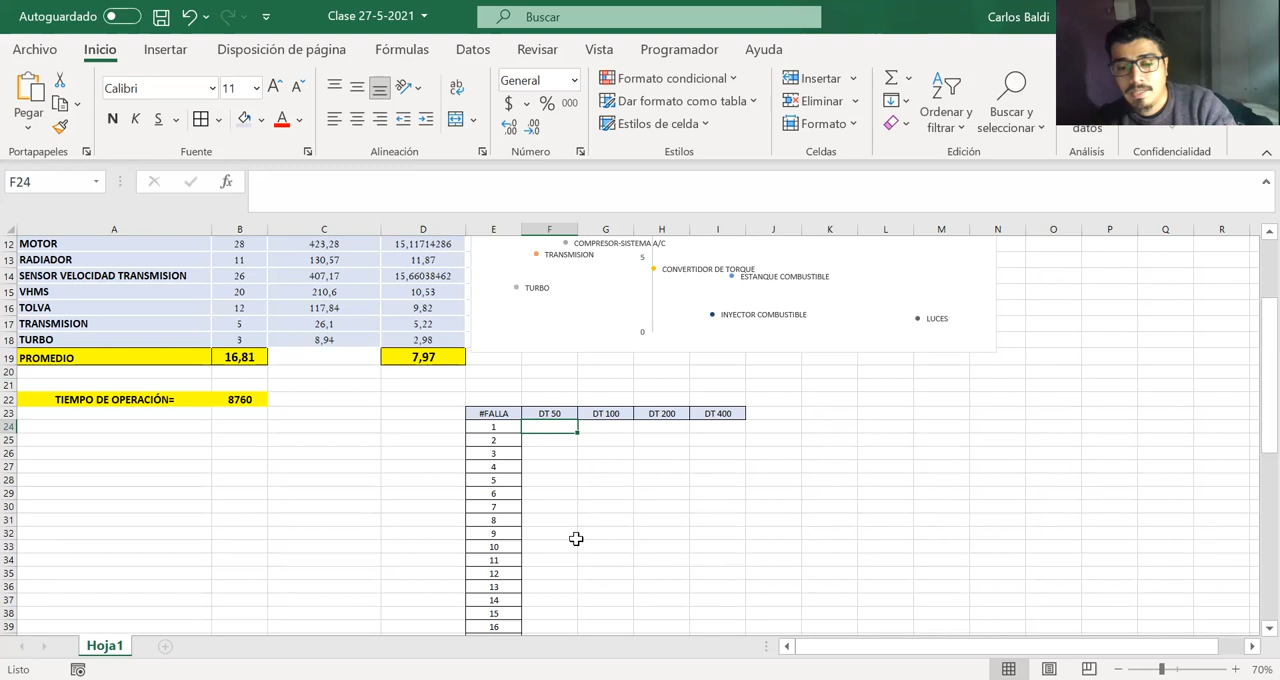 Autoguardado Clase 27-5-2021 Buscar Carlos Baldi
Archivo Inicio Insertar Disposición de página Fórmulas Datos Revisar Vista Programador Ayuda
Pegar Calibri 11 General Formato condicional Insertar
N K S $ % 000 Dar formato como tabla Eliminar Ordenar y filtrar Buscar y seleccionar datos
Estilos de celda Formato
Portapapeles Fuente Alineación Número Estilos Celdas Edición Análisis Confidencialidad
F24 fx
A B C D E F G H I J K L M N O P Q R
12 MOTOR 28 423,28 15,11714286 COMPRESOR-SISTEMA A/C
13 RADIADOR 11 130,57 11,87 TRANSMISION 5
14 SENSOR VELOCIDAD TRANSMISION 26 407,17 15,66038462 CONVERTIDOR DE TORQUE ESTANQUE COMBUSTIBLE
15 VHMS 20 210,6 10,53 TURBO
16 TOLVA 12 117,84 9,82
17 TRANSMISION 5 26,1 5,22 INYECTOR COMBUSTIBLE LUCES
18 TURBO 3 8,94 2,98 0
19 PROMEDIO 16,81 7,97
20
21
22 TIEMPO DE OPERACIÓN= 8760
23 #FALLA DT 50 DT 100 DT 200 DT 400
24 1
25 2
26 3
27 4
28 5
29 6
30 7
31 8
32 9
33 10
34 11
35 12
36 13
37 14
38 15
39 16
Hoja1
Listo 70%